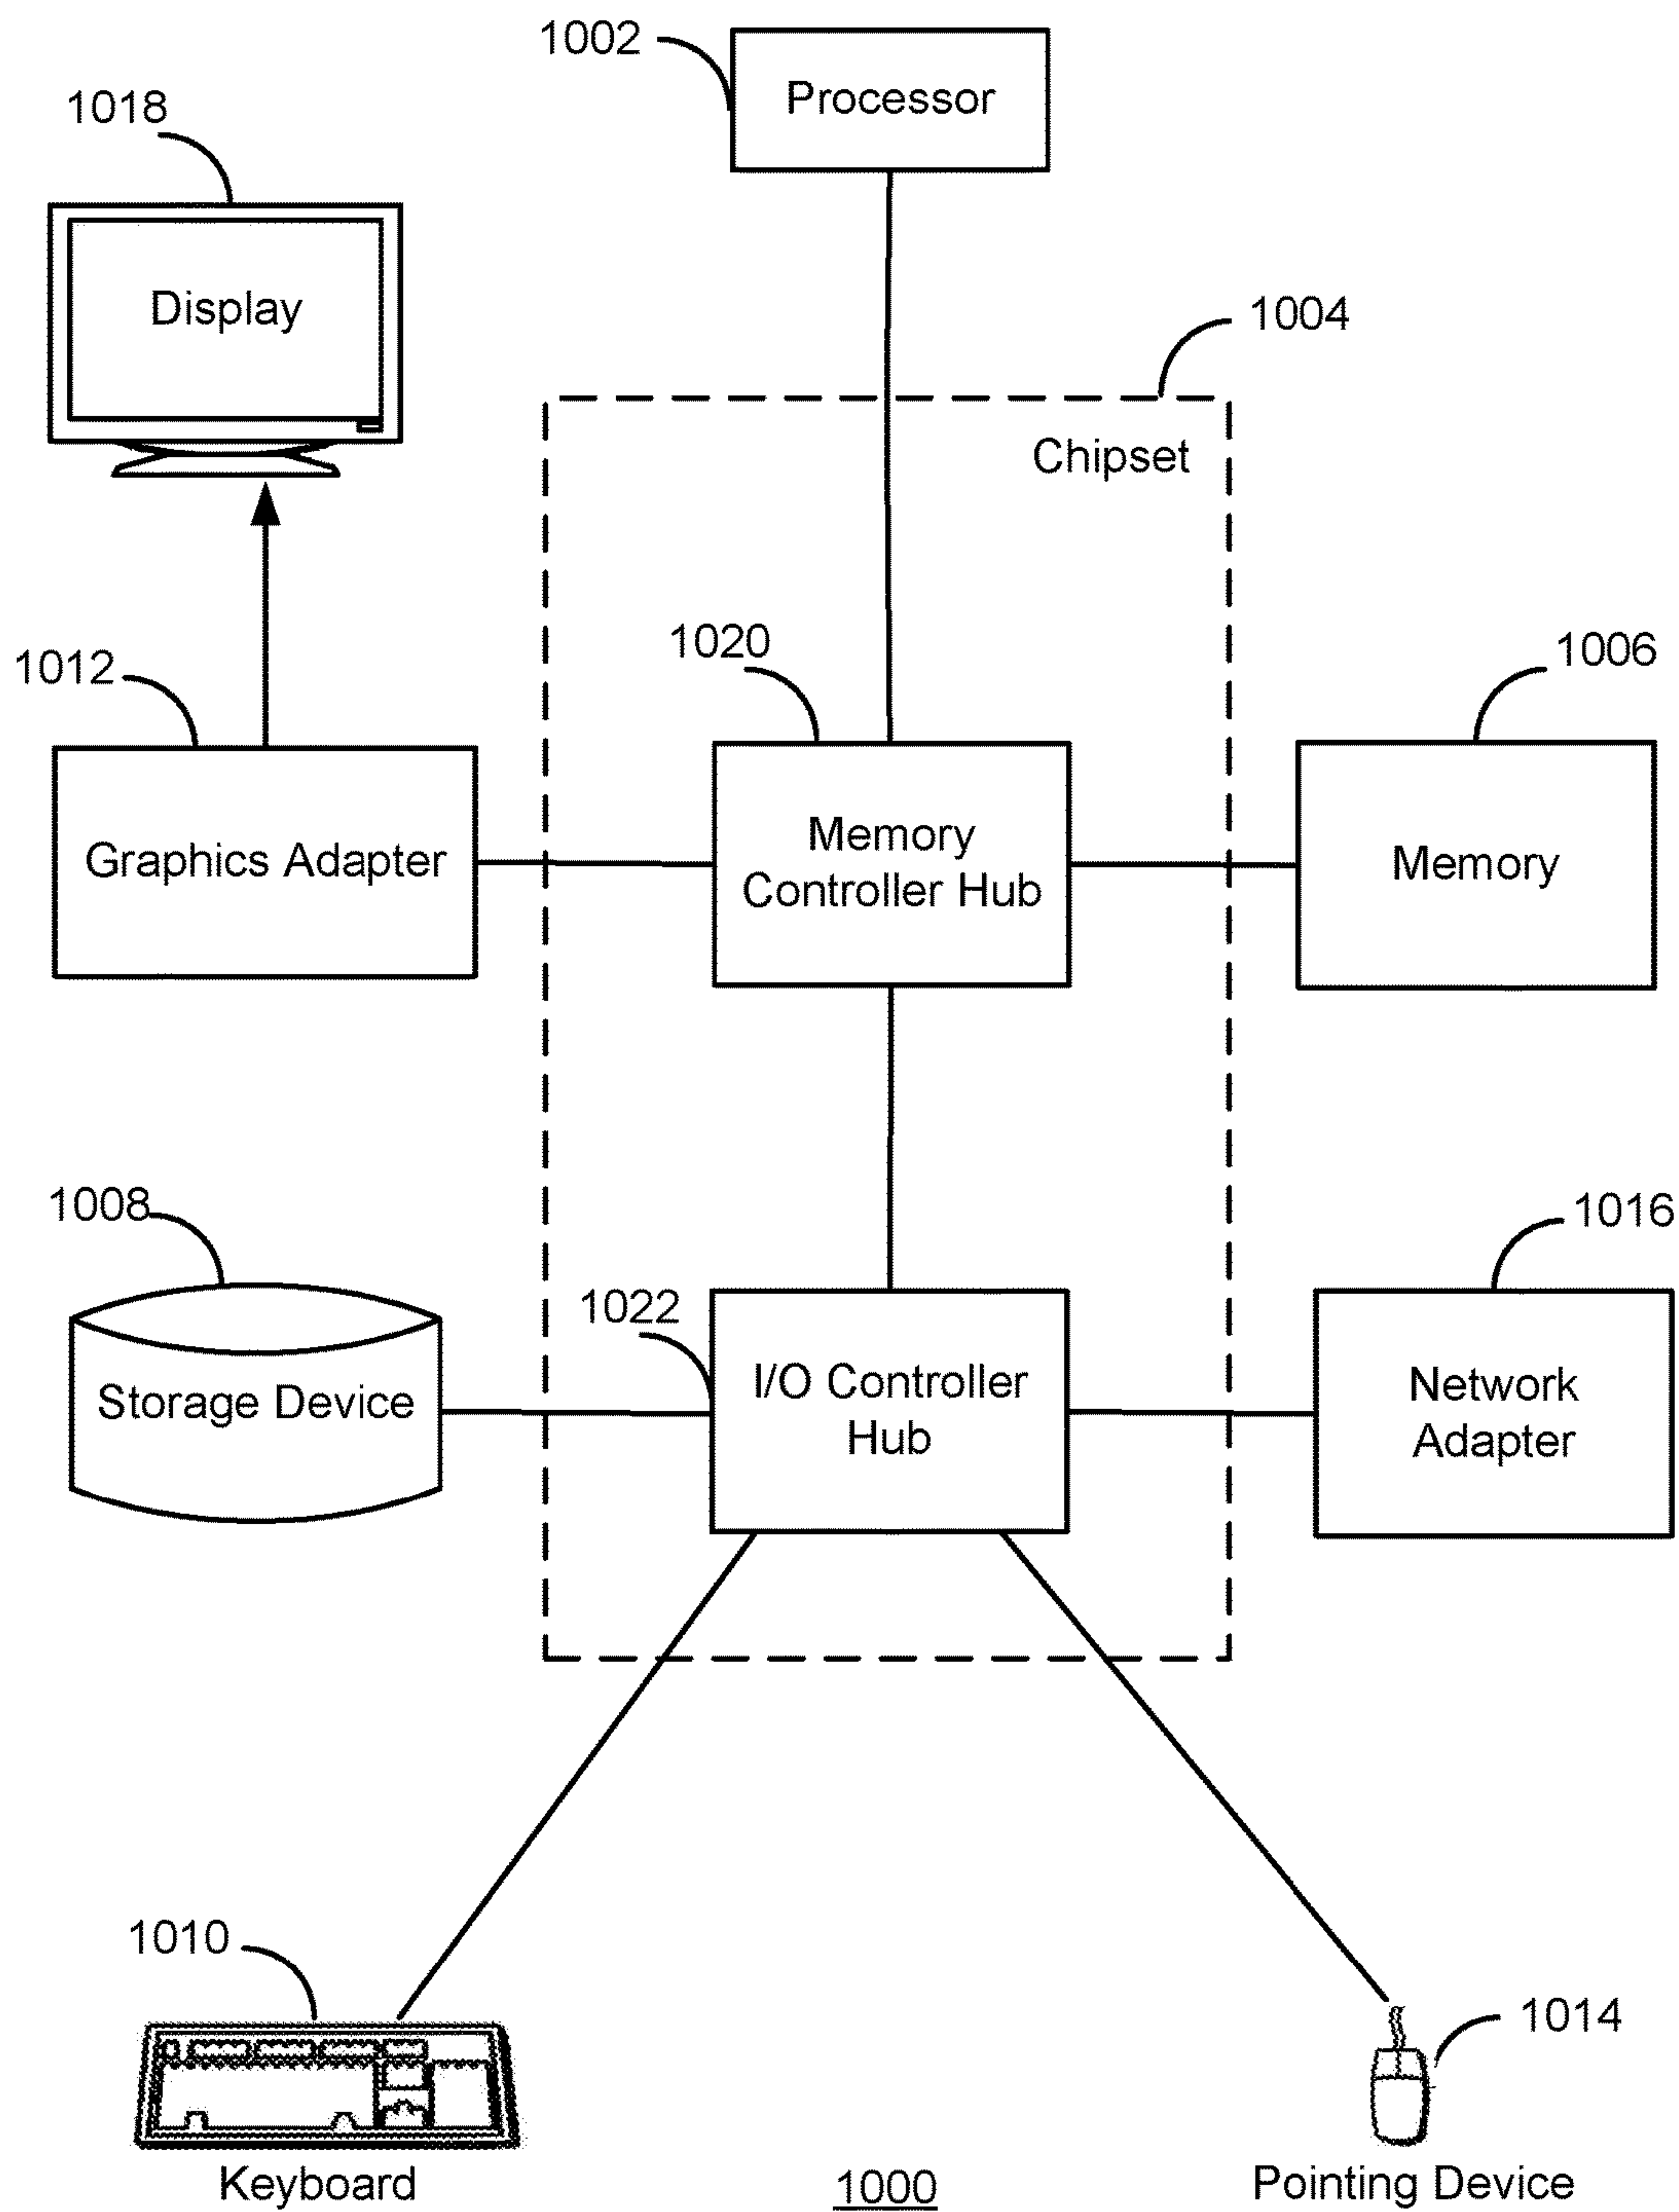 1002
Processor
1018
Display
1004
Chipset
1012
1020
1006
Graphics Adapter
Memory
Controller Hub
Memory
1008
1022
1016
Storage Device
I/O Controller
Hub
Network
Adapter
1010
1014
Keyboard
1000
Pointing Device